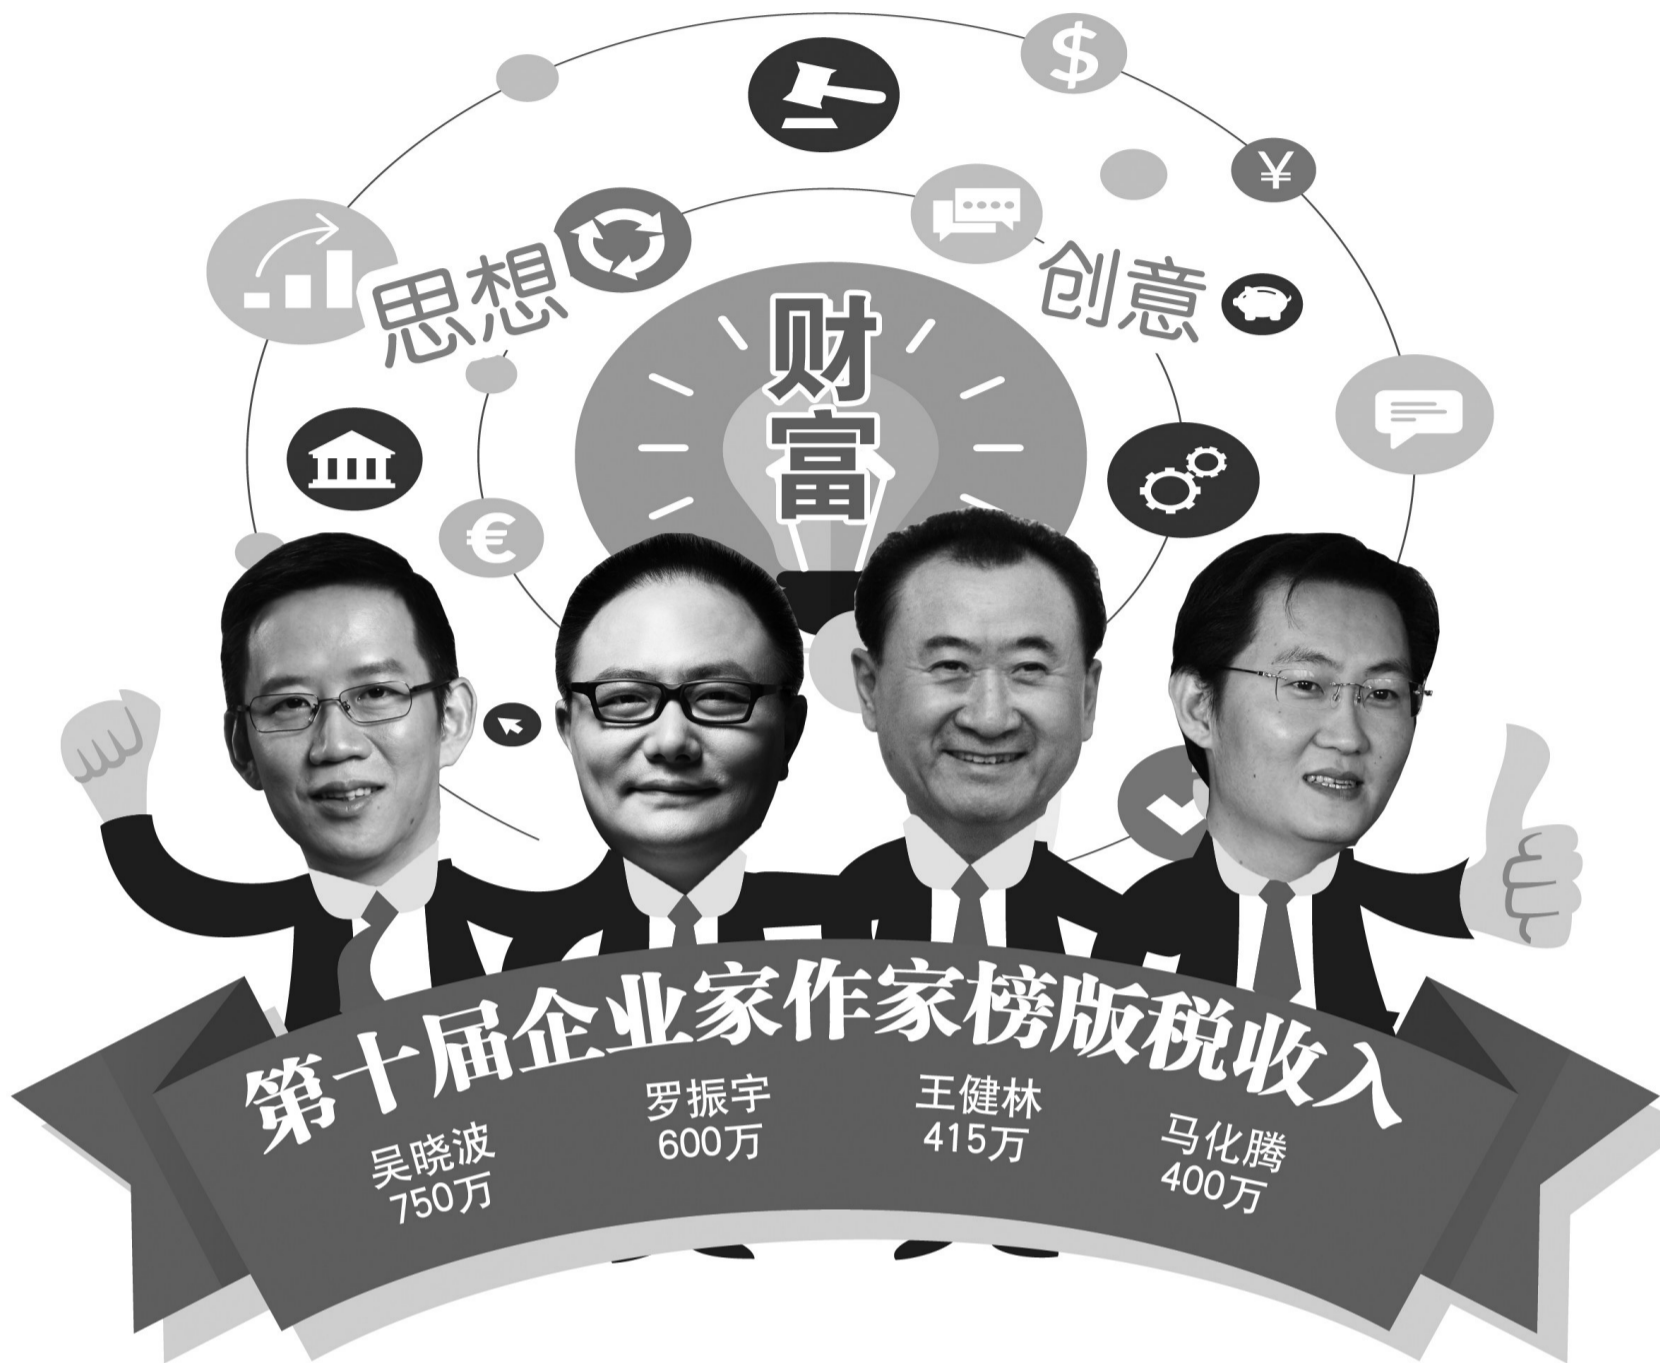 $
¥
思想
创意
财
富
€
第十届企业家作家榜版税收入
吴晓波
750万
罗振宇
600万
王健林
415万
马化腾
400万